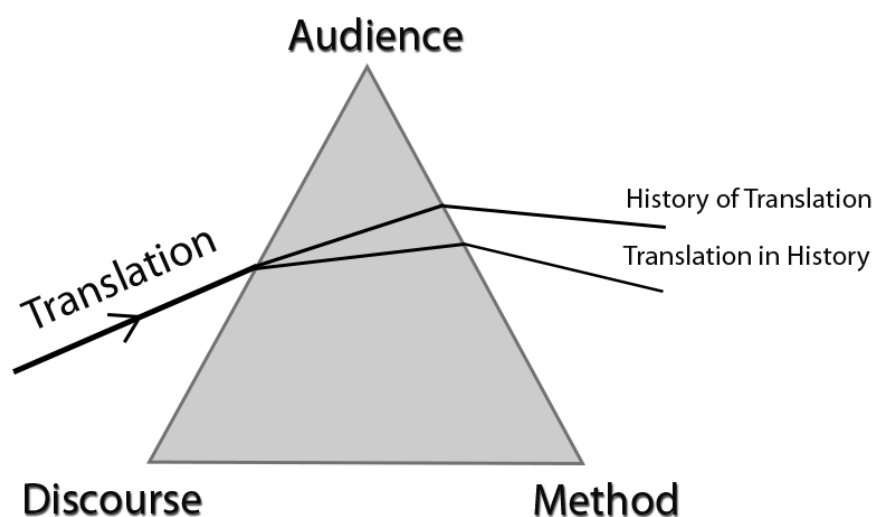 Audience
History of Translation
Translation
Translation in History
Discourse
Method